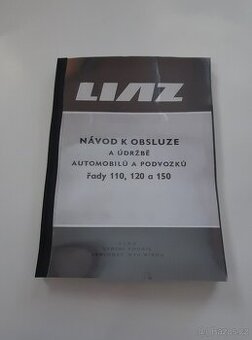 LIAZ
NÁVOD K OBSLUZE
A ÚDRŽBĚ
AUTOMOBILŮ A PODVOZKŮ
řady 110, 120 a 150